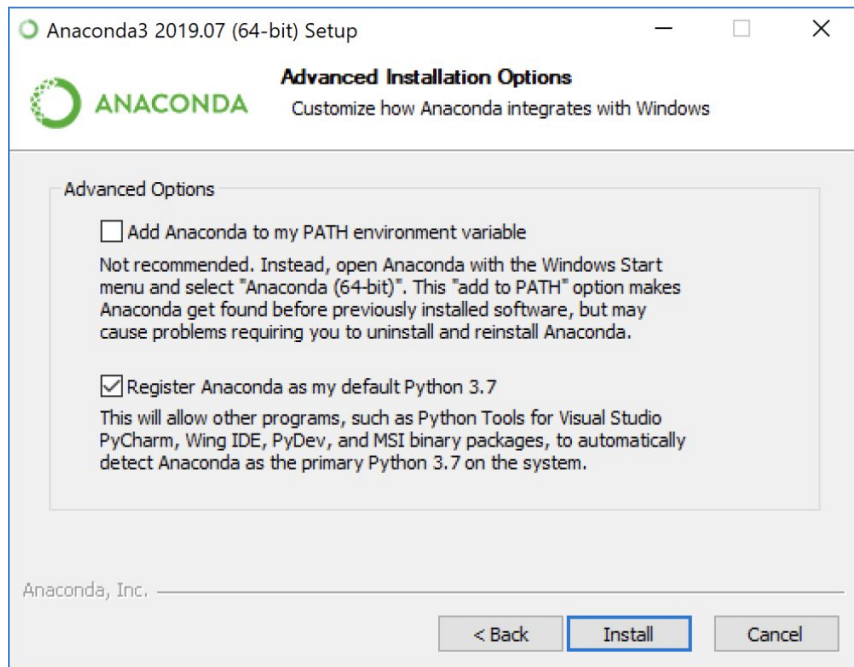 Anaconda3 2019.07 (64-bit) Setup
ANACONDA
Advanced Installation Options
Customize how Anaconda integrates with Windows
Advanced Options
Add Anaconda to my PATH environment variable
Not recommended. Instead, open Anaconda with the Windows Start
menu and select "Anaconda (64-bit)". This "add to PATH" option makes
Anaconda get found before previously installed software, but may
cause problems requiring you to uninstall and reinstall Anaconda.
Register Anaconda as my default Python 3.7
This will allow other programs, such as Python Tools for Visual Studio
PyCharm, Wing IDE, PyDev, and MSI binary packages, to automatically
detect Anaconda as the primary Python 3.7 on the system.
Anaconda, Inc.
< Back
Install
Cancel